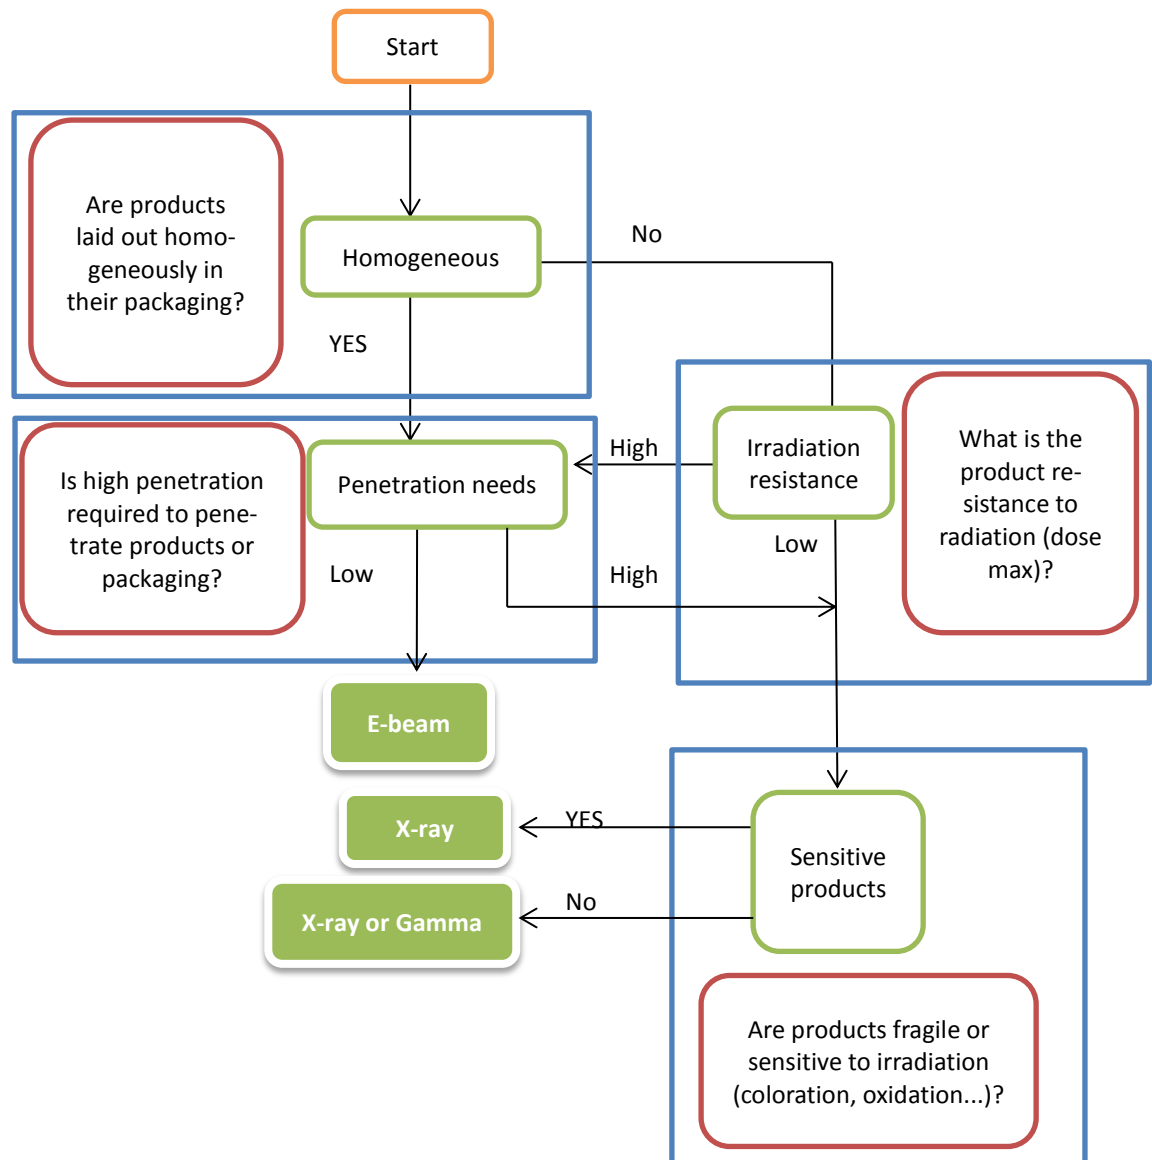 Start
Are products
laid out homo-
geneously in
their packaging?
Homogeneous
No
YES
Is high penetration
required to pene-
trate products or
packaging?
Penetration needs
High
Irradiation
resistance
What is the
product re-
sistance to
radiation (dose
max)?
Low
High
Low
E-beam
X-ray
YES
Sensitive
products
X-ray or Gamma
No
Are products fragile or
sensitive to irradiation
(coloration, oxidation...)?